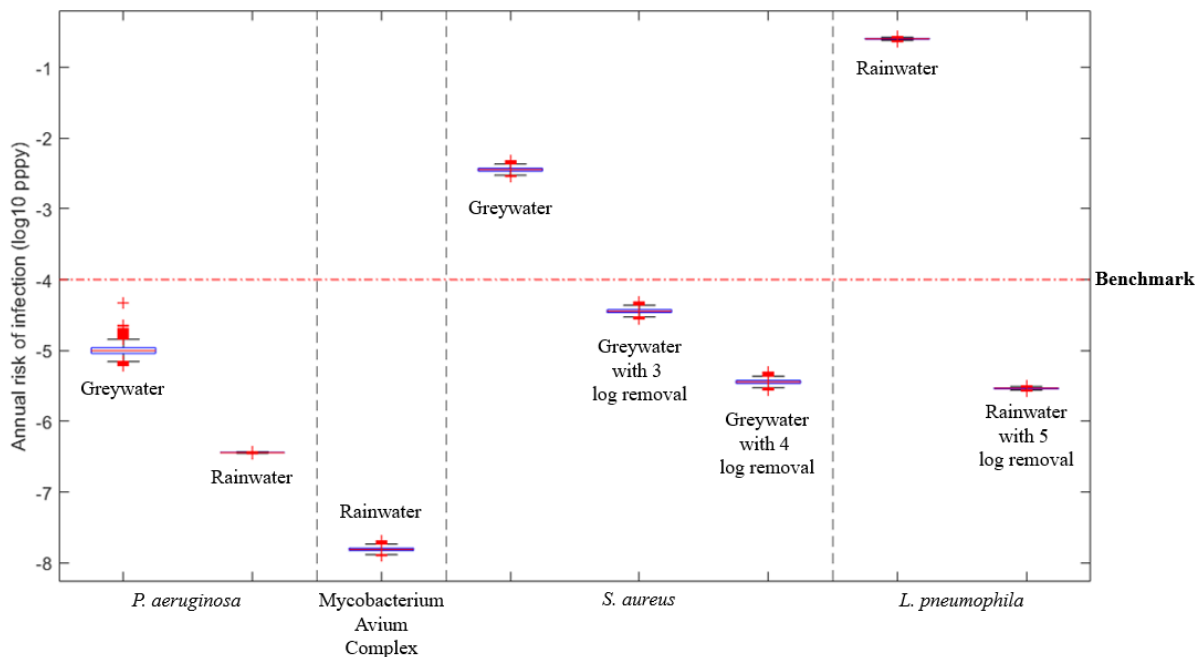 Annual risk of infection (log10 pppy)
-1
-2
-3
-4
-5
-6
-7
-8
Rainwater
Greywater
Benchmark
Greywater
Greywater
with 3
log removal
Greywater
with 4
log removal
Rainwater
with 5
log removal
Rainwater
Rainwater
P. aeruginosa
Mycobacterium
Avium
Complex
S. aureus
L. pneumophila